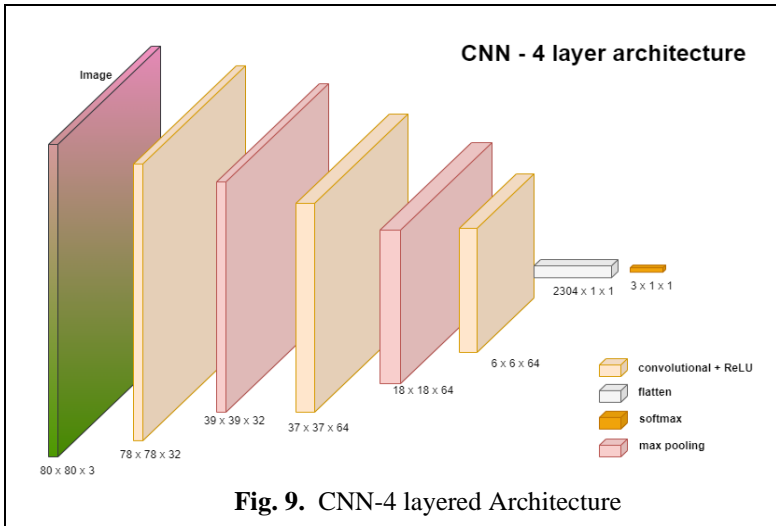 CNN - 4 layer architecture
Image
80 x 80 x 3
78 x 78 x 32
39 x 39 x 32
37 x 37 x 64
18 x 18 x 64
6 x 6 x 64
2304 x 1 x 1
3 x 1 x 1
convolutional + ReLU
flatten
softmax
max pooling
Fig. 9. CNN-4 layered Architecture